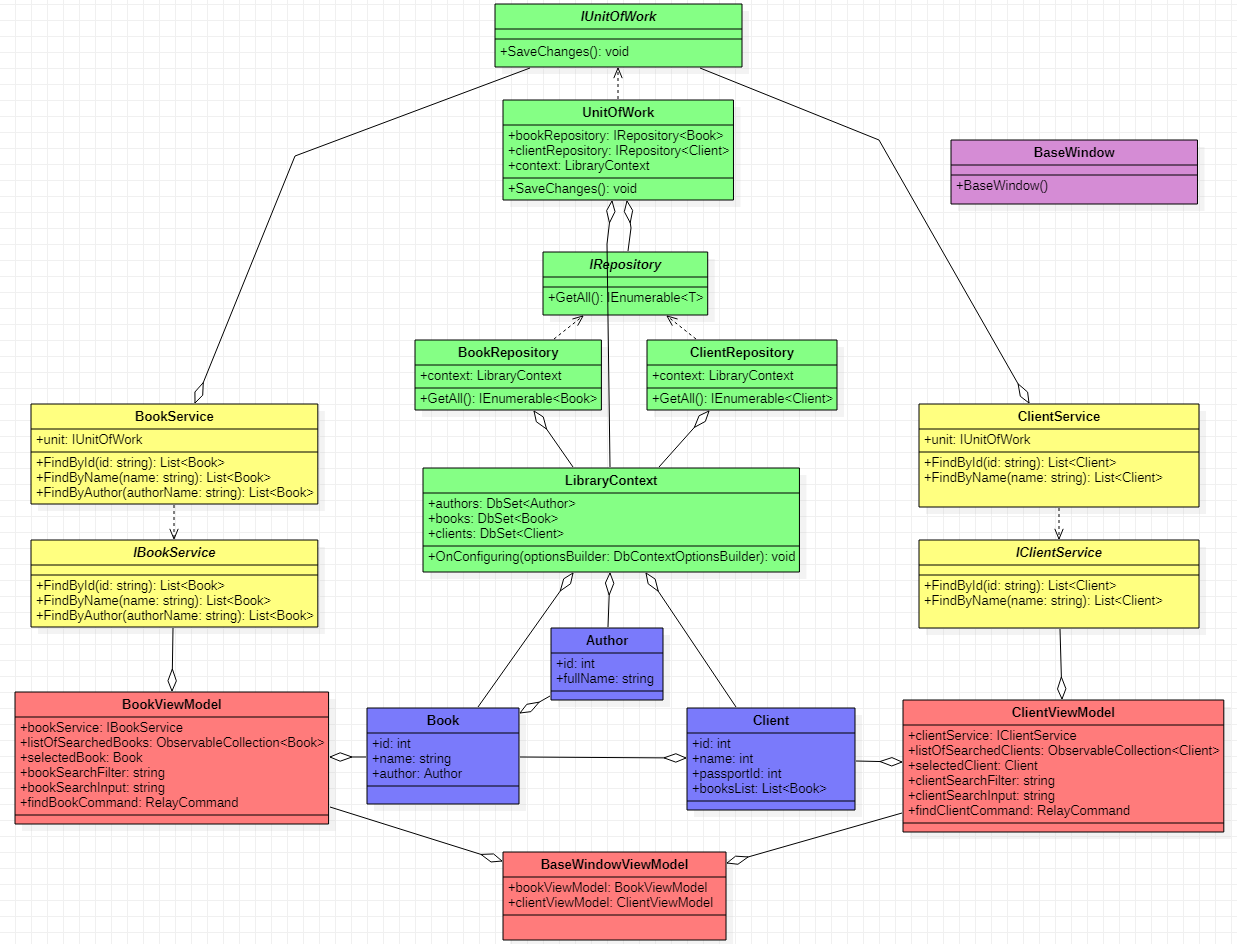 IUnitOfWork
+SaveChanges(): void
UnitOfWork
+bookRepository: IRepository<Book>
+clientRepository: IRepository<Client>
+context: LibraryContext
+SaveChanges(): void
BaseWindow
+BaseWindow()
IRepository
+GetAll(): IEnumerable<T>
BookRepository
+context: LibraryContext
+GetAll(): IEnumerable<Book>
ClientRepository
+context: LibraryContext
+GetAll(): IEnumerable<Client>
BookService
+unit: IUnitOfWork
+FindById(id: string): List<Book>
+FindByName(name: string): List<Book>
+FindByAuthor(authorName: string): List<Book>
ClientService
+unit: IUnitOfWork
+FindById(id: string): List<Client>
+FindByName(name: string): List<Client>
LibraryContext
+authors: DbSet<Author>
+books: DbSet<Book>
+clients: DbSet<Client>
+OnConfiguring(optionsBuilder: DbContextOptionsBuilder): void
IBookService
+FindById(id: string): List<Book>
+FindByName(name: string): List<Book>
+FindByAuthor(authorName: string): List<Book>
IClientService
+FindById(id: string): List<Client>
+FindByName(name: string): List<Client>
Author
+id: int
+fullName: string
BookViewModel
+bookService: IBookService
+listOfSearchedBooks: ObservableCollection<Book>
+selectedBook: Book
+bookSearchFilter: string
+bookSearchInput: string
+findBookCommand: RelayCommand
Book
+id: int
+name: string
+author: Author
Client
+id: int
+name: int
+passportId: int
+booksList: List<Book>
ClientViewModel
+clientService: IClientService
+listOfSearchedClients: ObservableCollection<Client>
+selectedClient: Client
+clientSearchFilter: string
+clientSearchInput: string
+findClientCommand: RelayCommand
BaseWindowViewModel
+bookViewModel: BookViewModel
+clientViewModel: ClientViewModel